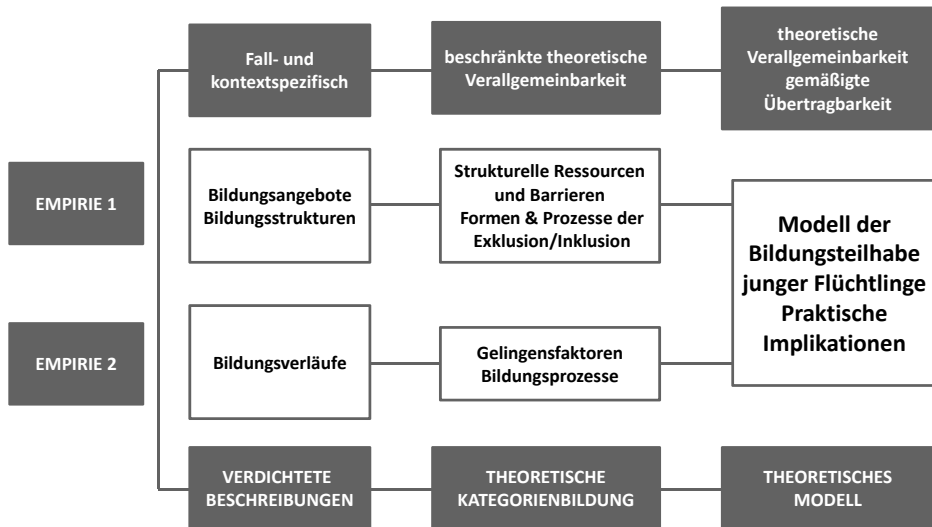 Fall- und
kontextspezifisch
beschränkte theoretische
Verallgemeinbarkeit
theoretische
Verallgemeinbarkeit
gemäßigte
Übertragbarkeit
EMPIRIE 1
Bildungsangebote
Bildungsstrukturen
Strukturelle Ressourcen
und Barrieren
Formen & Prozesse der
Exklusion/Inklusion
Modell der
Bildungsteilhabe
junger Flüchtlinge
Praktische
Implikationen
EMPIRIE 2
Bildungsverläufe
Gelingensfaktoren
Bildungsprozesse
VERDICHTETE
BESCHREIBUNGEN
THEORETISCHE
KATEGORIENBILDUNG
THEORETISCHES
MODELL